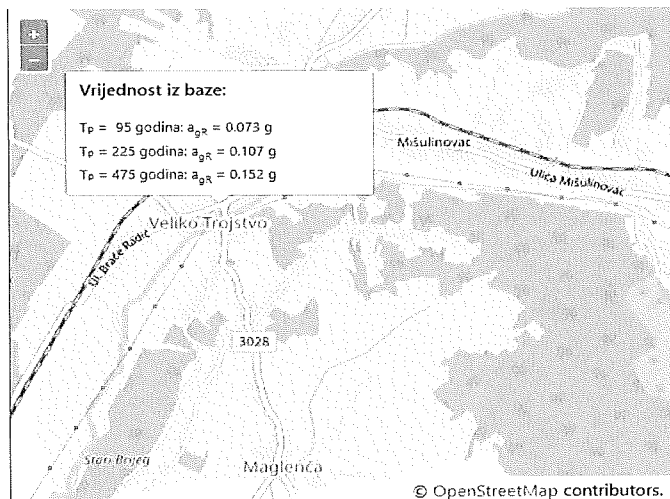 +
−
Vrijednost iz baze:
Tp = 95 godina: agR = 0.073 g
Tp = 225 godina: agR = 0.107 g
Tp = 475 godina: agR = 0.152 g
Mišulinovac
Ulica Mišulinovac
Veliko Trojstvo
Ul. Braće Radić
3028
Stari Brijeg
Maglenča
© OpenStreetMap contributors.